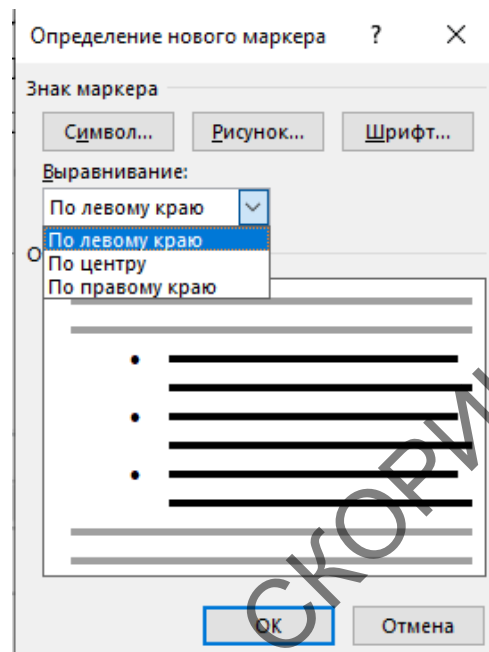 Определение нового маркера ? ×
Знак маркера
Символ... Рисунок... Шрифт...
Выравнивание:
По левому краю
По левому краю
По центру
По правому краю
О
СКОРИ
ОК Отмена